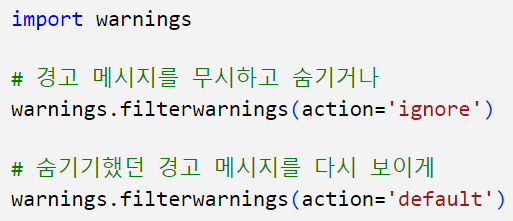 import warnings
# 경고 메시지를 무시하고 숨기거나
warnings.filterwarnings(action='ignore')
# 숨기기했던 경고 메시지를 다시 보이게
warnings.filterwarnings(action='default')